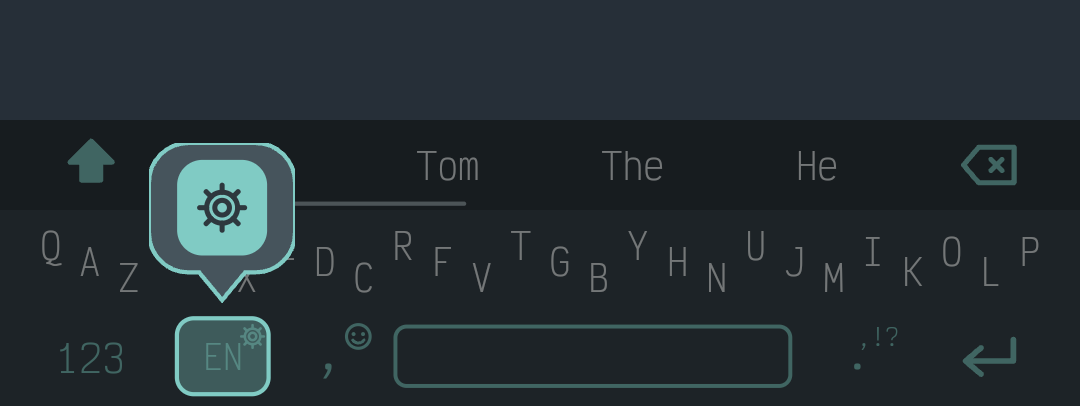 Tom The He
Q A Z X D C R F V T G B Y H N U J M I K O L P
123 EN , . ,!?